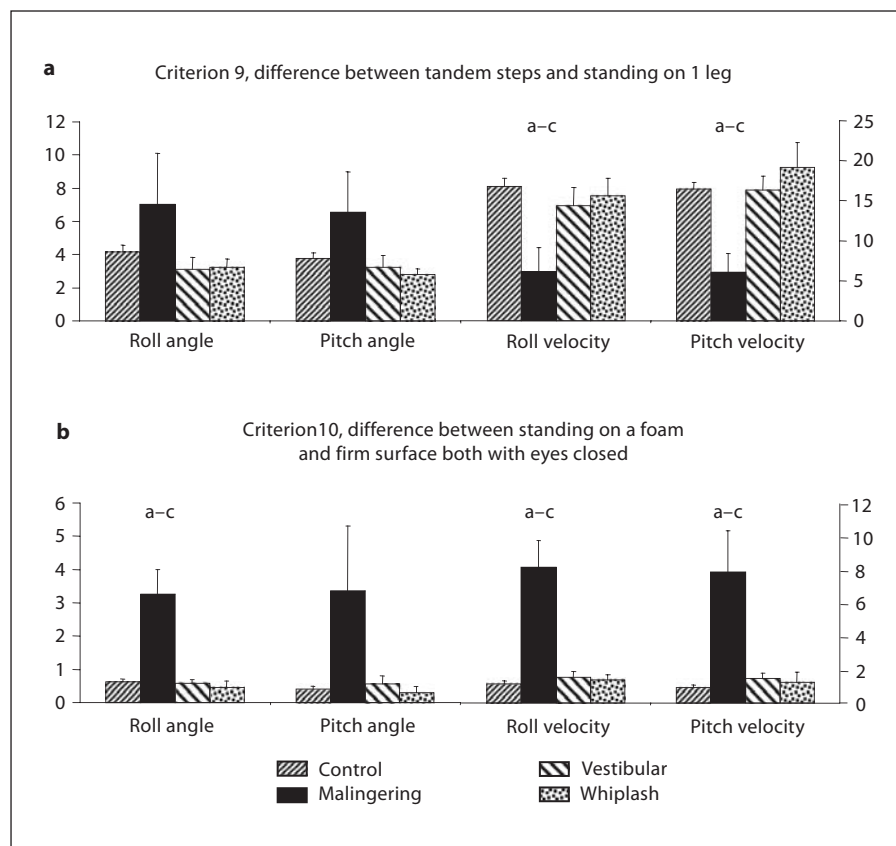 a
Criterion 9, difference between tandem steps and standing on 1 leg
12
10
8
6
4
2
0
a–c
a–c
25
20
15
10
5
0
Roll angle
Pitch angle
Roll velocity
Pitch velocity
b
Criterion10, difference between standing on a foam
and firm surface both with eyes closed
6
5
4
3
2
1
0
a–c
a–c
a–c
12
10
8
6
4
2
0
Roll angle
Pitch angle
Roll velocity
Pitch velocity
Control
Vestibular
Malingering
Whiplash